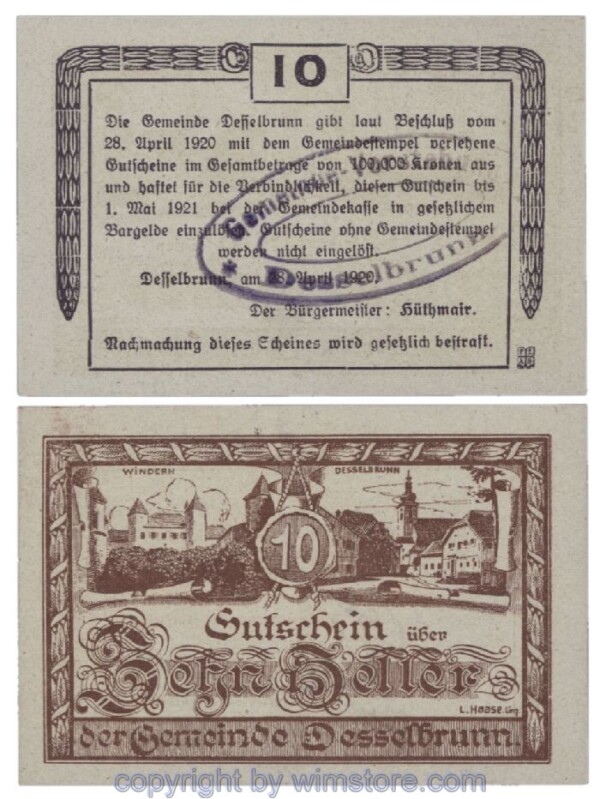 10
Die Gemeinde Desselbrunn gibt laut Beschluß vom
28. April 1920 mit dem Gemeindestempel versehene
Gutscheine im Gesamtbetrage von 100,000 Kronen aus
und haftet für die Verbindlichkeit, diesen Gutschein bis
1. Mai 1921 bei der Gemeindekasse in gesetzlichem
Bargelde einzulösen. Gutscheine ohne Gemeindestempel
werden nicht eingelöst.
Desselbrunn, am 28. April 1920.
Der Bürgermeister: Hüthmair.
Nachmachung dieses Scheines wird gesetzlich bestraft.
* Gemeinde-
Desselbrunn
WINDERN
DESSELBRUNN
10
Gutschein über
Zehn Heller
L. Haase Linz
der Gemeinde Desselbrunn.
copyright by wimstore.com